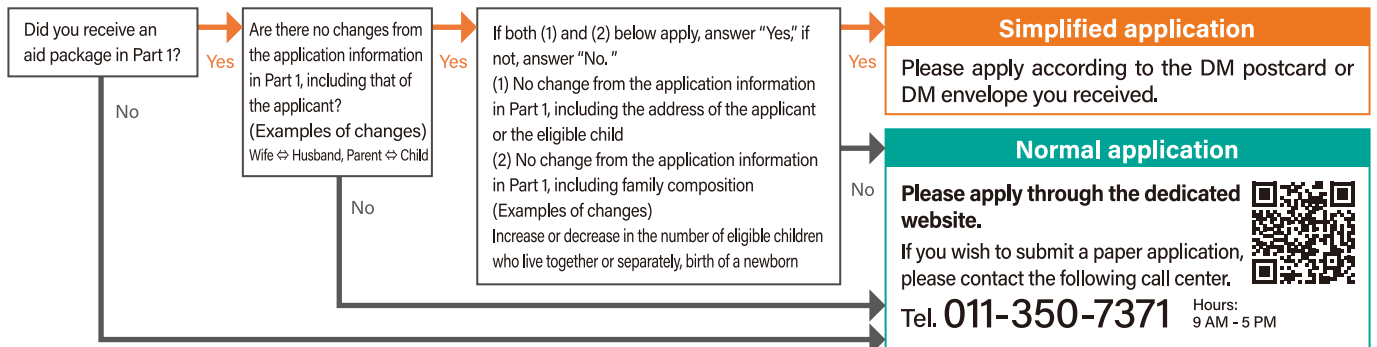 Did you receive an
aid package in Part 1?
Yes
No
Are there no changes from
the application information
in Part 1, including that of
the applicant?
(Examples of changes)
Wife ⇔ Husband, Parent ⇔ Child
Yes
No
If both (1) and (2) below apply, answer “Yes,” if
not, answer “No. ”
(1) No change from the application information
in Part 1, including the address of the applicant
or the eligible child
(2) No change from the application information
in Part 1, including family composition
(Examples of changes)
Increase or decrease in the number of eligible children
who live together or separately, birth of a newborn
Yes
No
Simplified application
Please apply according to the DM postcard or
DM envelope you received.
Normal application
Please apply through the dedicated
website.
If you wish to submit a paper application,
please contact the following call center.
Tel. 011-350-7371 Hours:
9 AM - 5 PM